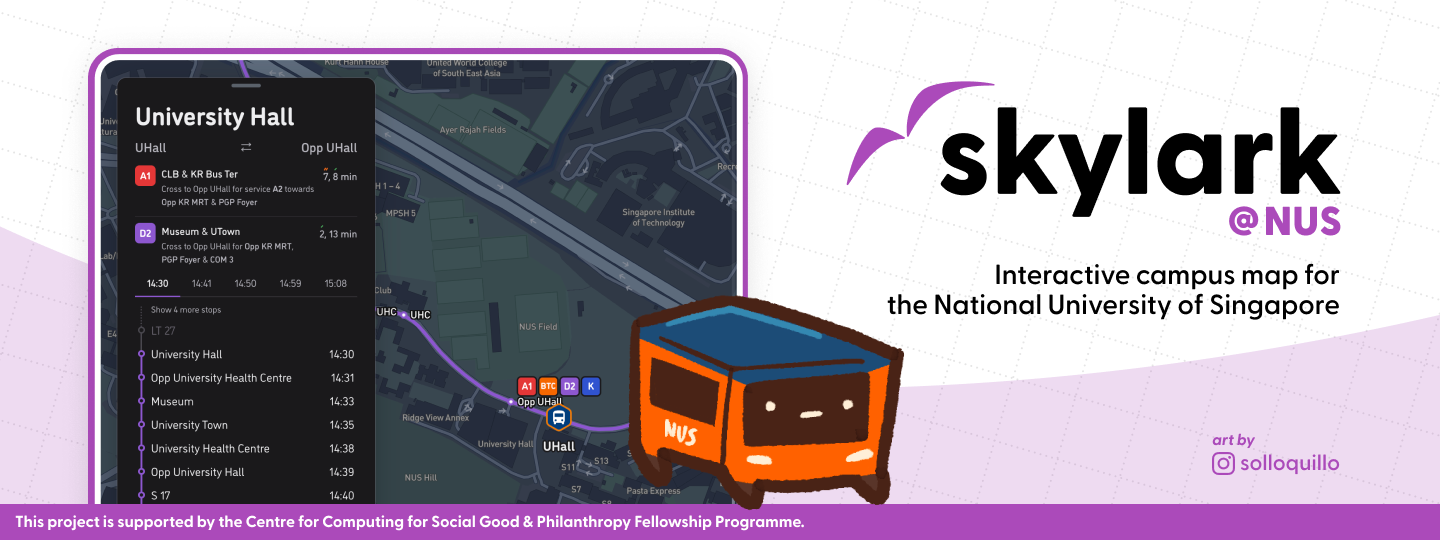 Kurt Hahn House
United World College
of South East Asia
Ayer Rajah Fields
University Hall
UHall
Opp UHall
A1
CLB & KR Bus Ter
7, 8 min
Cross to Opp UHall for service A2 towards
Opp KR MRT & PGP Foyer
D2
Museum & UTown
2, 13 min
Cross to Opp UHall for Opp KR MRT,
PGP Foyer & COM 3
14:30 14:41 14:50 14:59 15:08
Show 4 more stops
LT 27
University Hall 14:30
Opp University Health Centre 14:31
Museum 14:33
University Town 14:35
University Health Centre 14:38
Opp University Hall 14:39
S 17 14:40
H 1 – 4
MPSH 5
Singapore Institute
of Technology
Recr
Club
UHC
UHC
E4
NUS Field
A1 BTC D2 K
Opp UHall
UHall
Ridge View Annex
University Hall
NUS Hill
S11
S13
S7
S8
Pasta Express
NUS
skylark
@NUS
Interactive campus map for
the National University of Singapore
art by
solloquillo
This project is supported by the Centre for Computing for Social Good & Philanthropy Fellowship Programme.